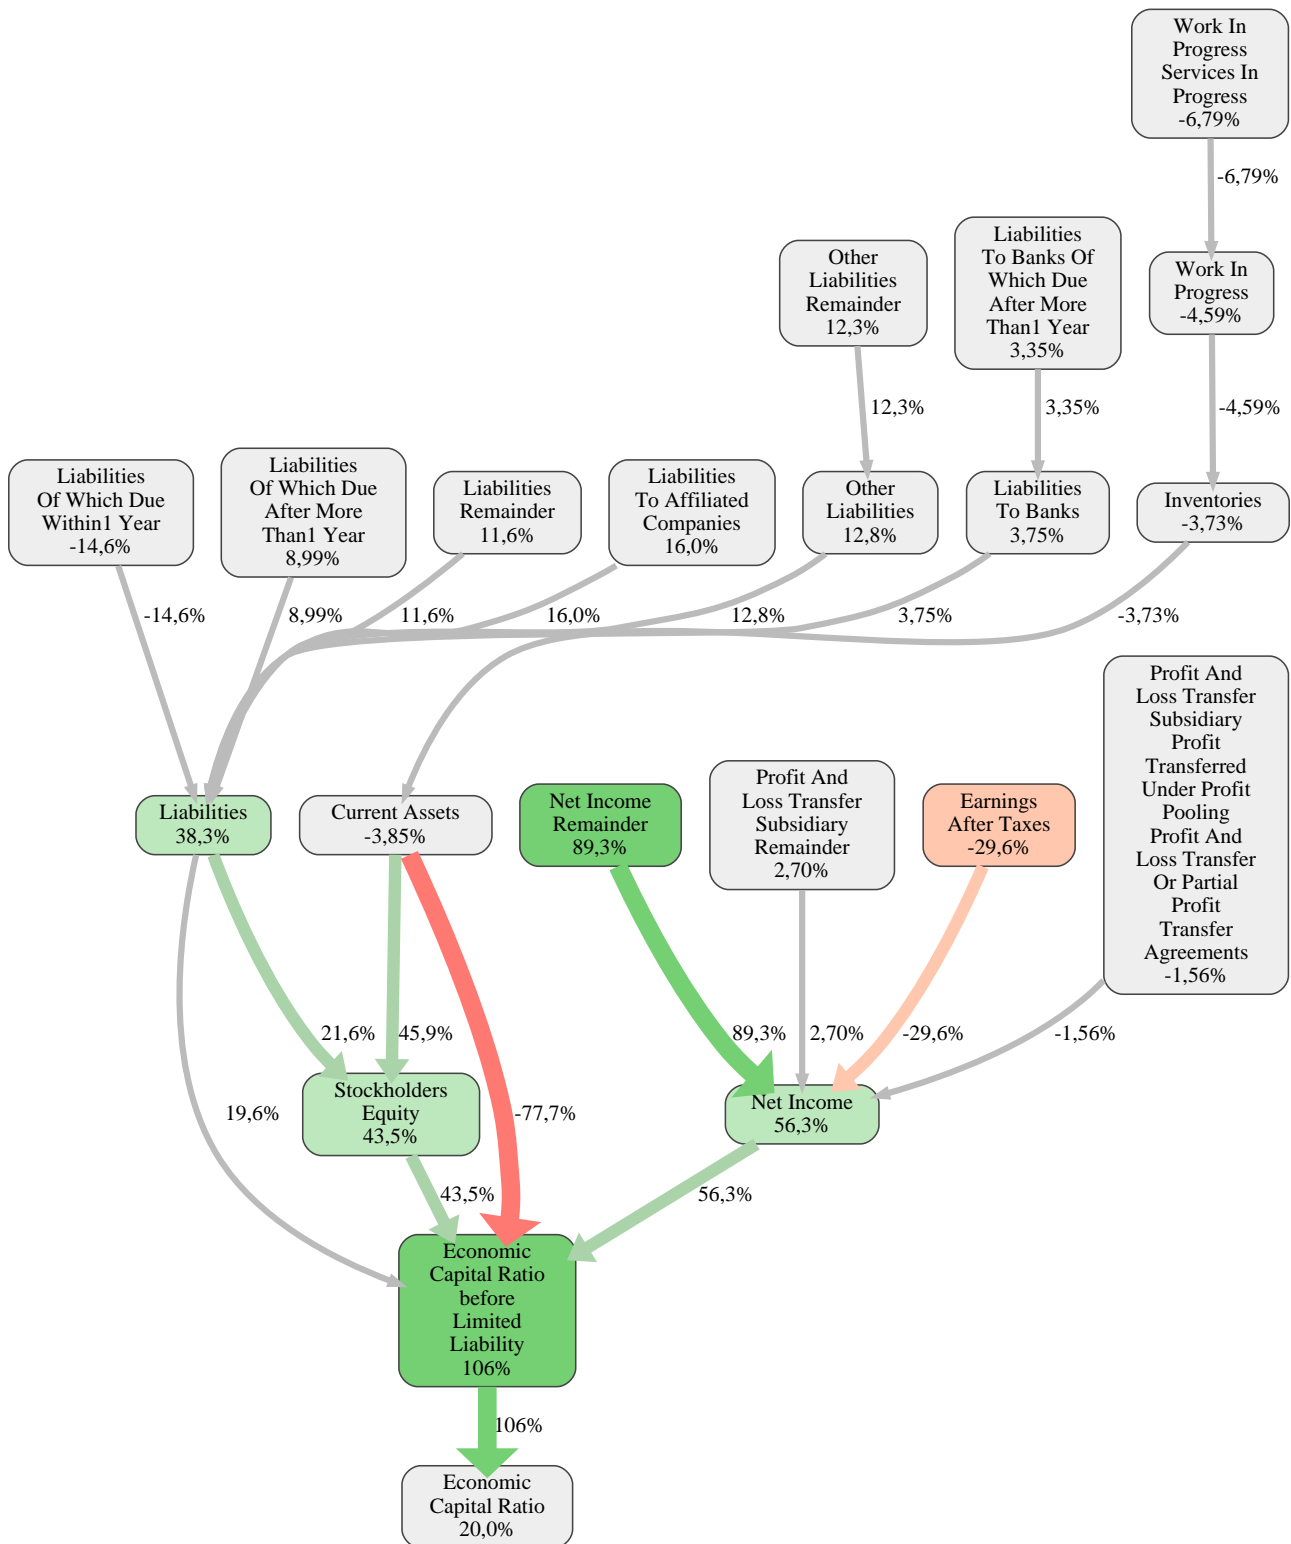 Work In
Progress
Services In
Progress
-6,79%
-6,79%
Other
Liabilities
Remainder
12,3%
Liabilities
To Banks Of
Which Due
After More
Than1 Year
3,35%
Work In
Progress
-4,59%
12,3%
3,35%
-4,59%
Liabilities
Of Which Due
Within1 Year
-14,6%
Liabilities
Of Which Due
After More
Than1 Year
8,99%
Liabilities
Remainder
11,6%
Liabilities
To Affiliated
Companies
16,0%
Other
Liabilities
12,8%
Liabilities
To Banks
3,75%
Inventories
-3,73%
-14,6%
8,99%
11,6%
16,0%
12,8%
3,75%
-3,73%
Liabilities
38,3%
Current Assets
-3,85%
Net Income
Remainder
89,3%
Profit And
Loss Transfer
Subsidiary
Remainder
2,70%
Earnings
After Taxes
-29,6%
Profit And
Loss Transfer
Subsidiary
Profit
Transferred
Under Profit
Pooling
Profit And
Loss Transfer
Or Partial
Profit
Transfer
Agreements
-1,56%
21,6%
45,9%
89,3%
2,70%
-29,6%
-1,56%
19,6%
Stockholders
Equity
43,5%
-77,7%
Net Income
56,3%
43,5%
56,3%
Economic
Capital Ratio
before
Limited
Liability
106%
106%
Economic
Capital Ratio
20,0%